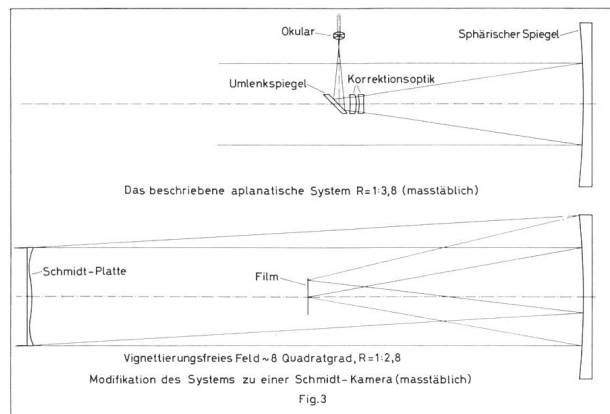 Okular
Sphärischer Spiegel
Umlenkspiegel
Korrektionsoptik
Das beschriebene aplanatische System R=1:3,8 (masstäblich)
Schmidt-Platte
Film
Vignettierungsfreies Feld ~8 Quadratgrad, R=1:2,8
Modifikation des Systems zu einer Schmidt-Kamera (masstäblich)
Fig.3